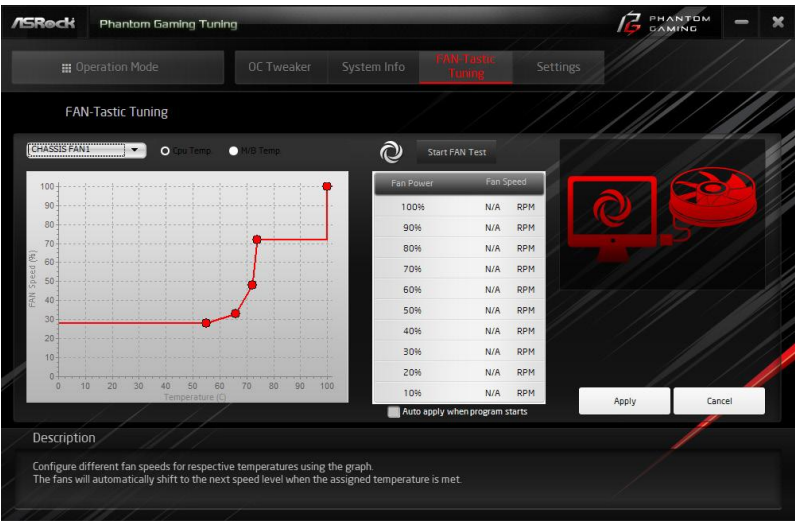 ASRock
Phantom Gaming Tuning
PHANTOM
GAMING
Operation Mode
OC Tweaker
System Info
FAN-Tastic
Tuning
Settings
FAN-Tastic Tuning
CHASSIS FAN1
Cpu Temp.
M/B Temp.
Start FAN Test
Fan Power Fan Speed
100% N/A RPM
90% N/A RPM
80% N/A RPM
70% N/A RPM
60% N/A RPM
50% N/A RPM
40% N/A RPM
30% N/A RPM
20% N/A RPM
10% N/A RPM
FAN Speed (%)
100
90
80
70
60
50
40
30
20
10
0
0 10 20 30 40 50 60 70 80 90 100
Temperature (C)
Auto apply when program starts
Apply
Cancel
Description
Configure different fan speeds for respective temperatures using the graph.
The fans will automatically shift to the next speed level when the assigned temperature is met.